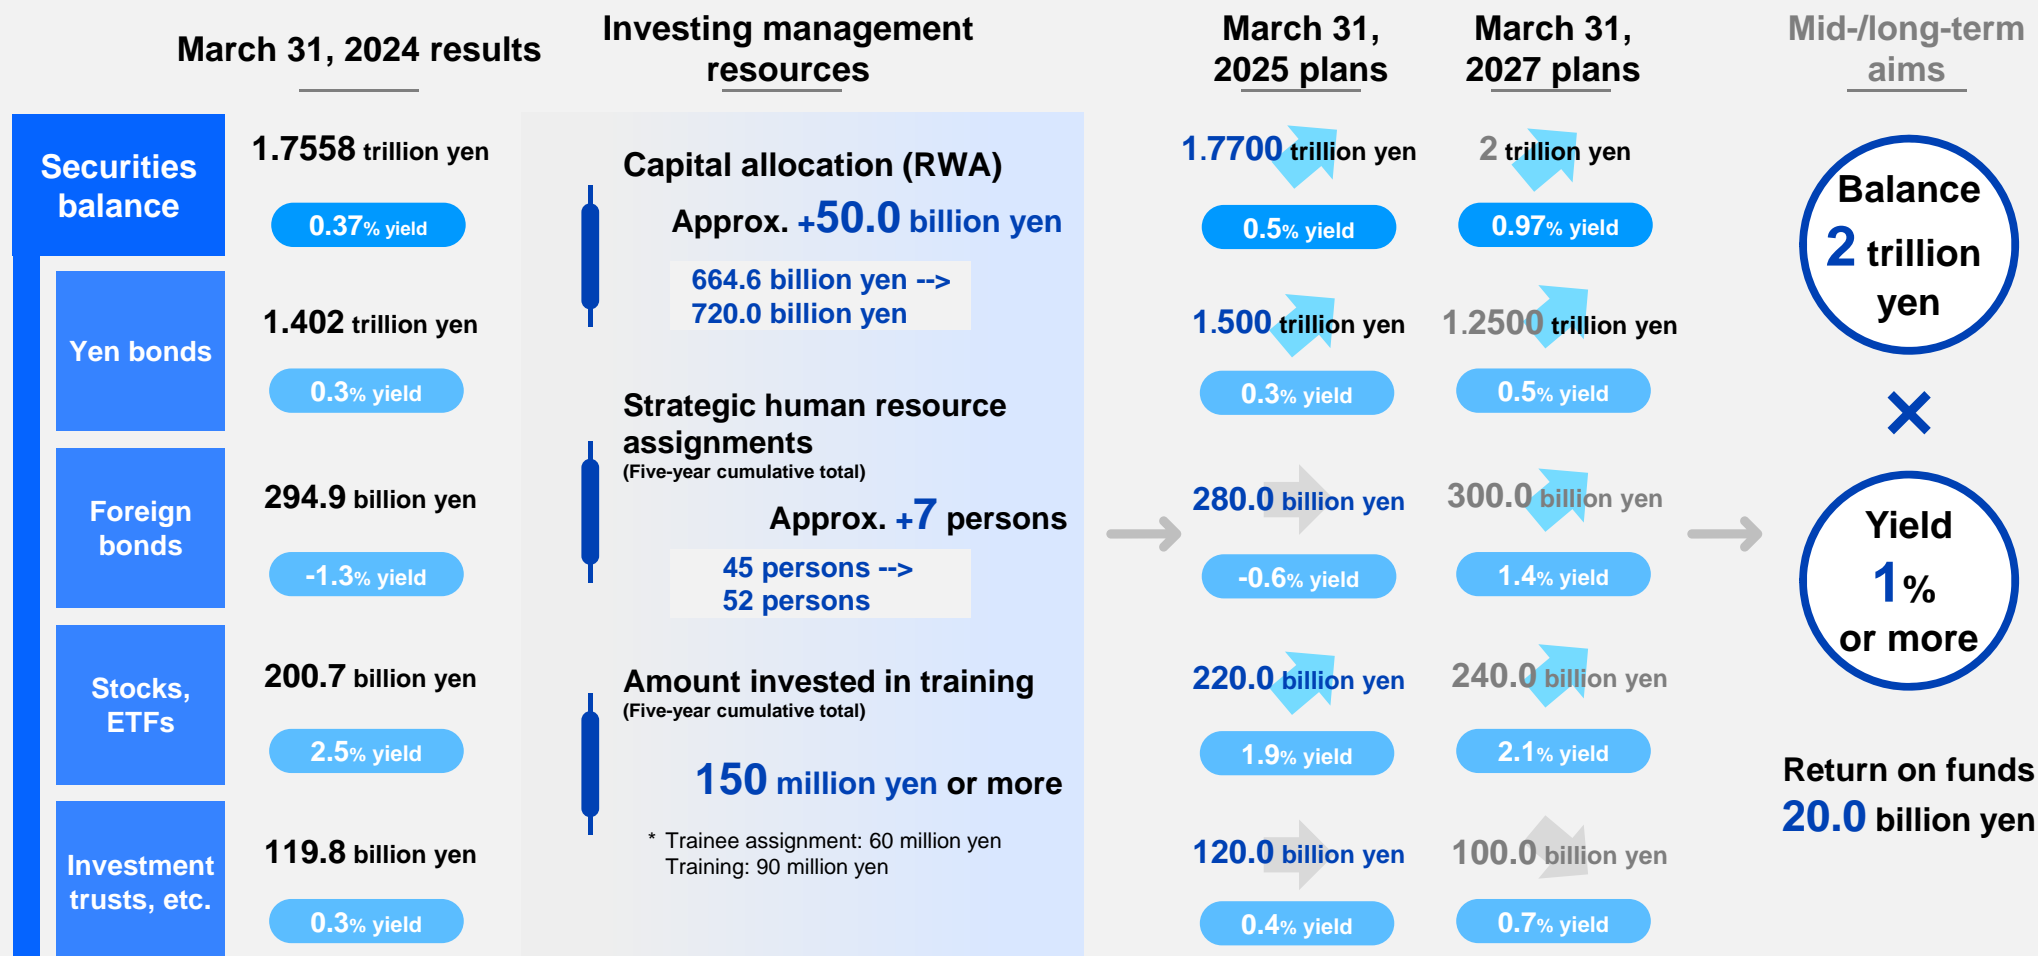 March 31, 2024 results
Investing management
resources
March 31,
2025 plans
March 31,
2027 plans
Mid-/long-term
aims
Securities
balance
1.7558 trillion yen
0.37% yield
Yen bonds
1.402 trillion yen
0.3% yield
Foreign
bonds
294.9 billion yen
-1.3% yield
Stocks,
ETFs
200.7 billion yen
2.5% yield
Investment
trusts, etc.
119.8 billion yen
0.3% yield
Capital allocation (RWA)
Approx. +50.0 billion yen
664.6 billion yen -->
720.0 billion yen
Strategic human resource
assignments
(Five-year cumulative total)
Approx. +7 persons
45 persons -->
52 persons
Amount invested in training
(Five-year cumulative total)
150 million yen or more
* Trainee assignment: 60 million yen
Training: 90 million yen
1.7700 trillion yen
0.5% yield
1.500 trillion yen
0.3% yield
280.0 billion yen
-0.6% yield
220.0 billion yen
1.9% yield
120.0 billion yen
0.4% yield
2 trillion yen
0.97% yield
1.2500 trillion yen
0.5% yield
300.0 billion yen
1.4% yield
240.0 billion yen
2.1% yield
100.0 billion yen
0.7% yield
Balance
2 trillion
yen
×
Yield
1%
or more
Return on funds
20.0 billion yen